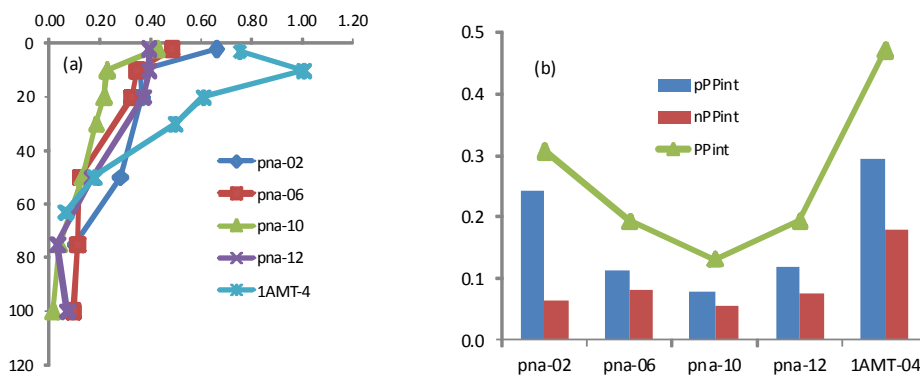 0.00 0.20 0.40 0.60 0.80 1.00 1.20
0
20
40
60
80
100
120
(a)
pna-02
pna-06
pna-10
pna-12
1AMT-4
0.5
0.4
0.3
0.2
0.1
0.0
(b)
pPPint
nPPint
PPint
pna-02 pna-06 pna-10 pna-12 1AMT-04